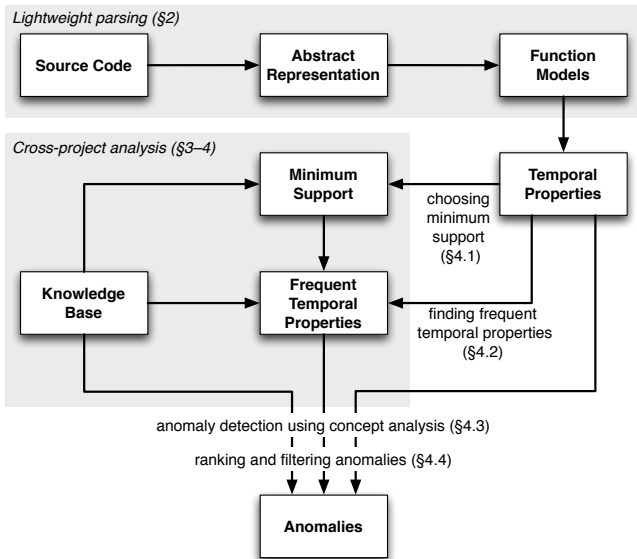 Lightweight parsing (§2)
Source Code
Abstract
Representation
Function
Models
Cross-project analysis (§3–4)
Minimum
Support
Temporal
Properties
choosing
minimum
support
(§4.1)
Knowledge
Base
Frequent
Temporal
Properties
finding frequent
temporal properties
(§4.2)
anomaly detection using concept analysis (§4.3)
ranking and filtering anomalies (§4.4)
Anomalies